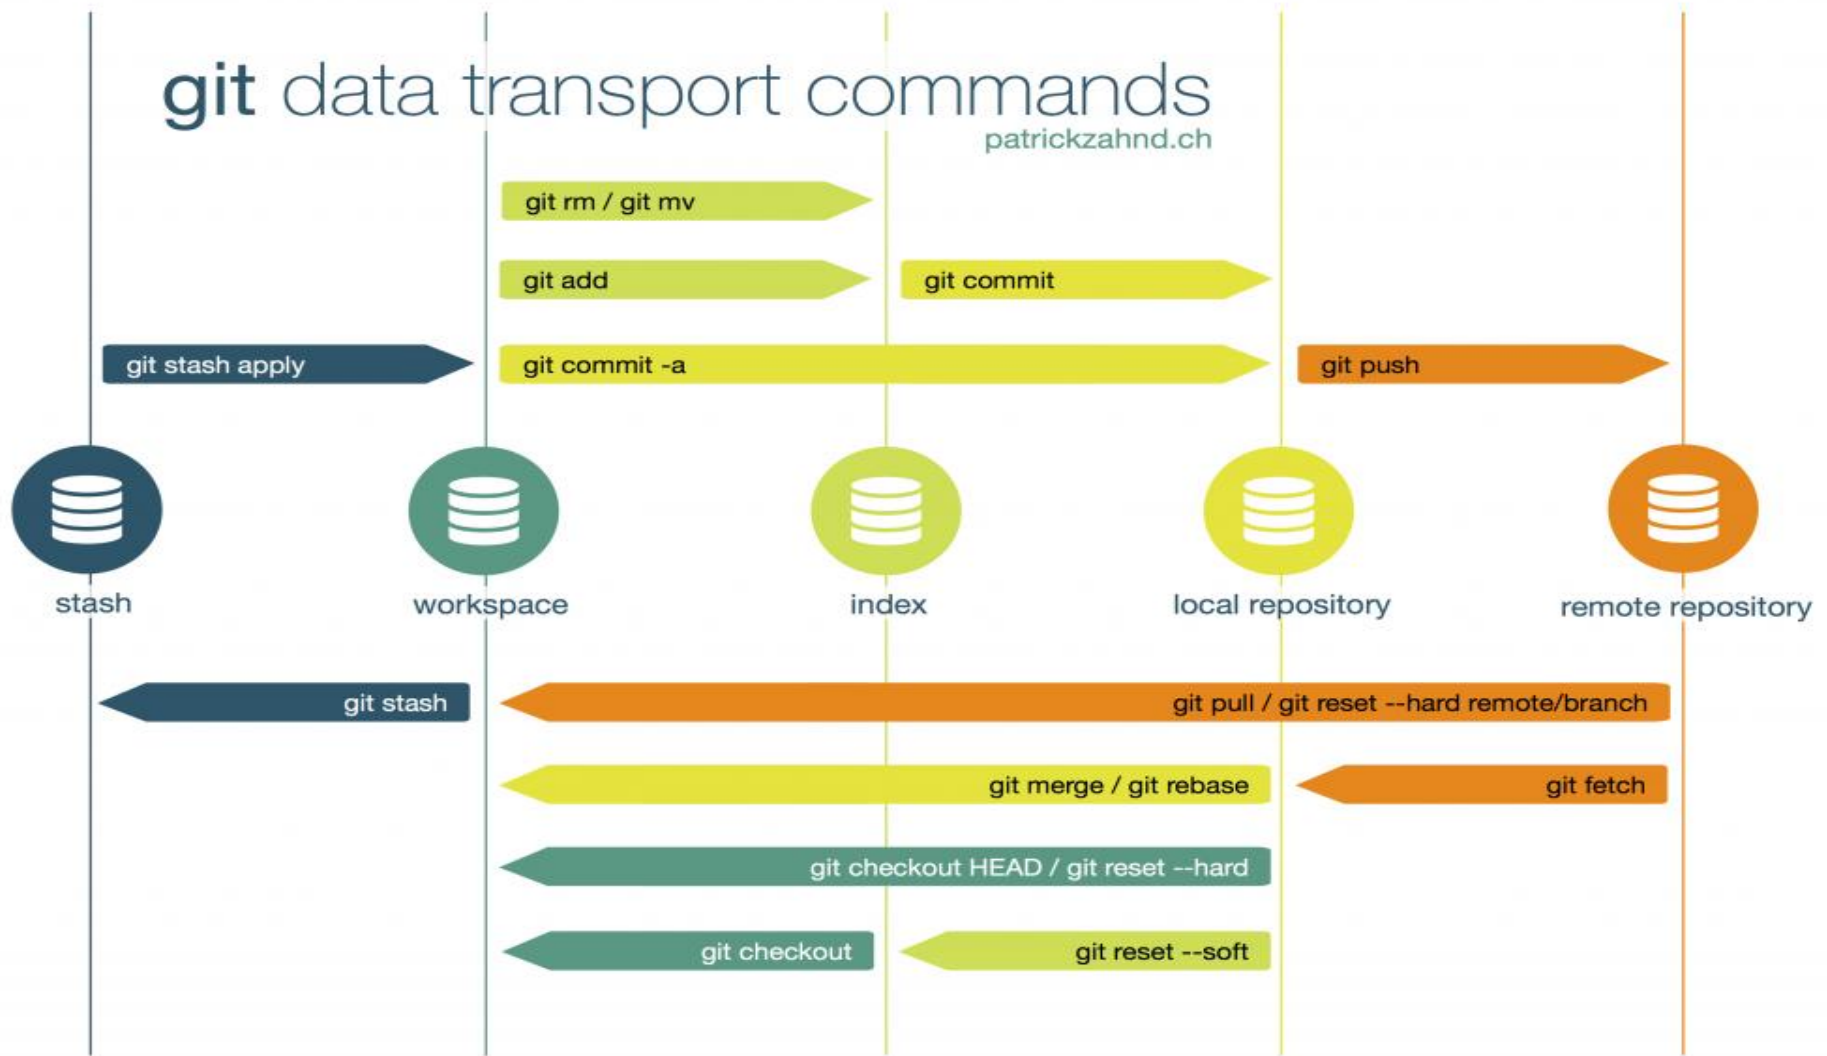 git data transport commands
patrickzahnd.ch
git rm / git mv
git add
git commit
git stash apply
git commit -a
git push
stash
workspace
index
local repository
remote repository
git stash
git pull / git reset --hard remote/branch
git merge / git rebase
git fetch
git checkout HEAD / git reset --hard
git checkout
git reset --soft